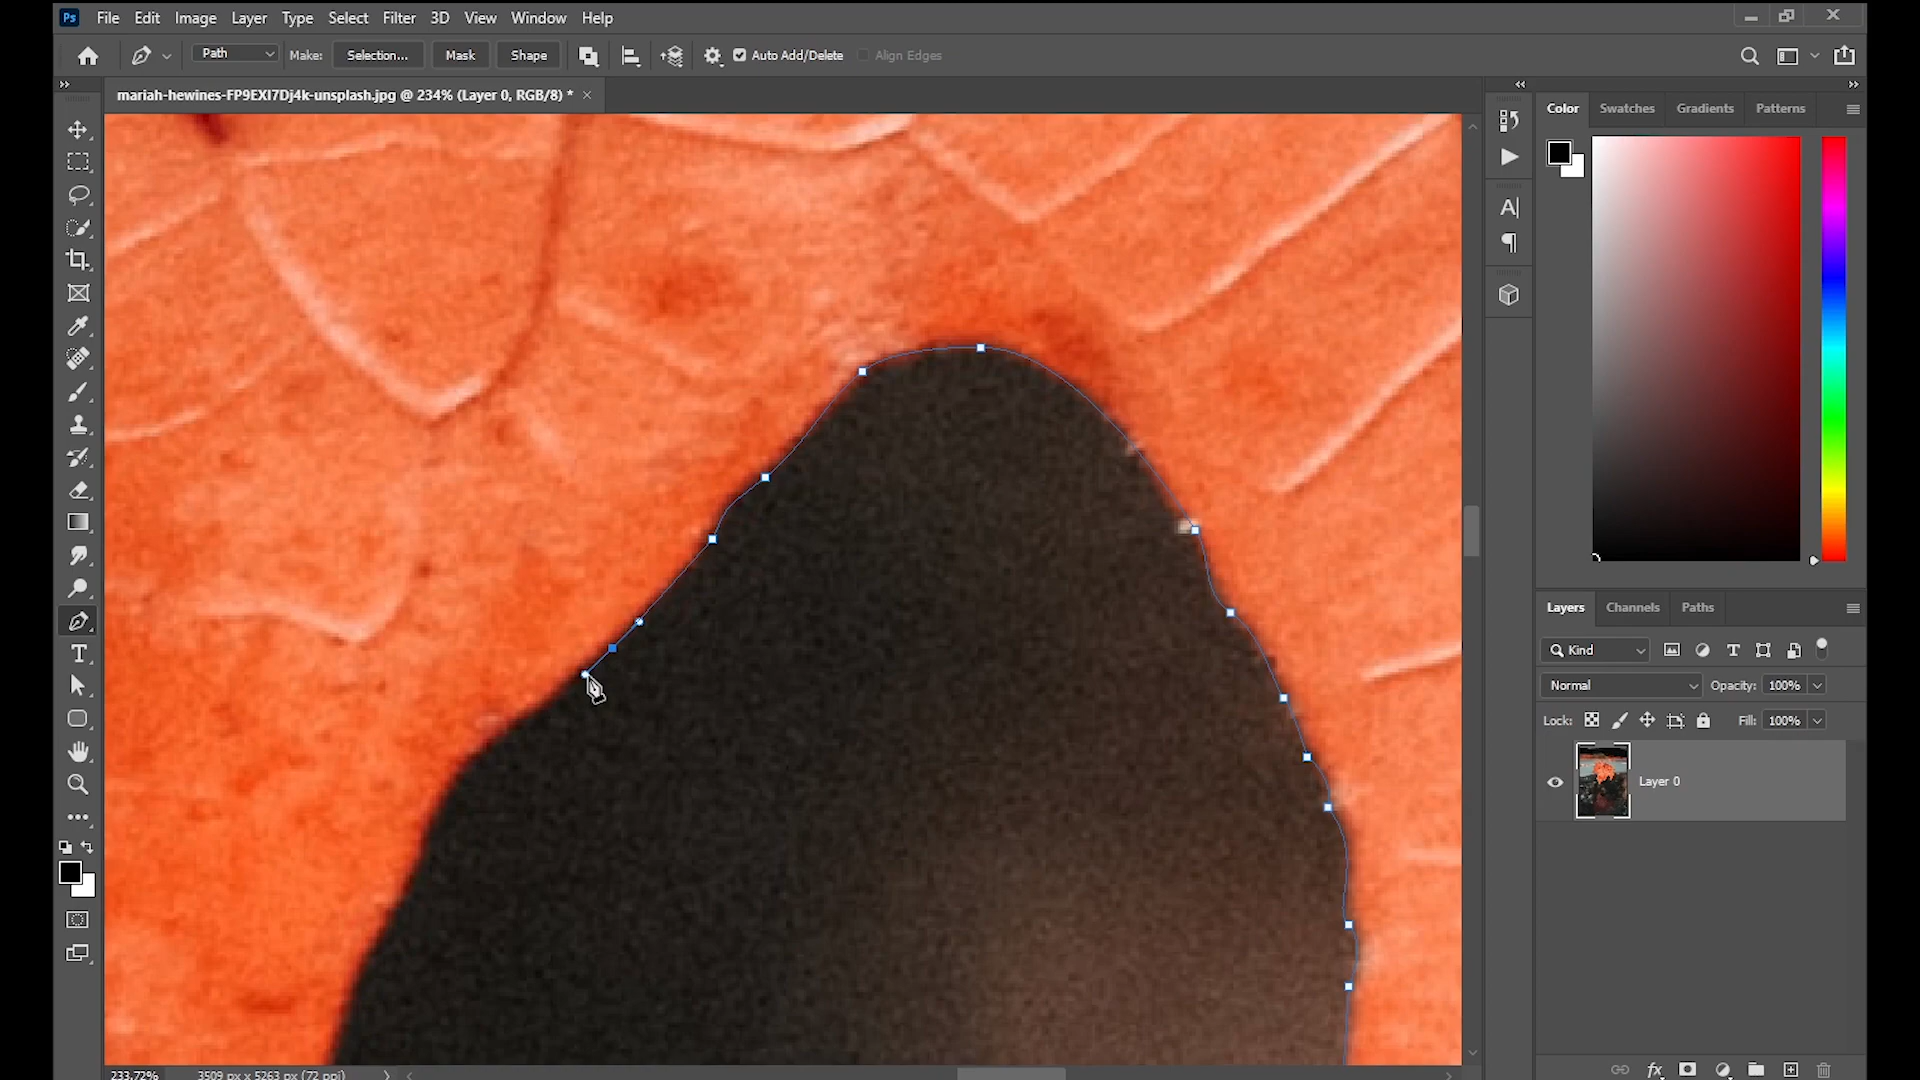 Ps File Edit Image Layer Type Select Filter 3D View Window Help
Path Make: Selection... Mask Shape Auto Add/Delete Align Edges
mariah-hewines-FP9EXI7Dj4k-unsplash.jpg @ 234% (Layer 0, RGB/8) * ×
Color Swatches Gradients Patterns
Layers Channels Paths
Kind
Normal Opacity: 100%
Lock: Fill: 100%
Layer 0
233.72% 3509 px x 5263 px (72 ppi)